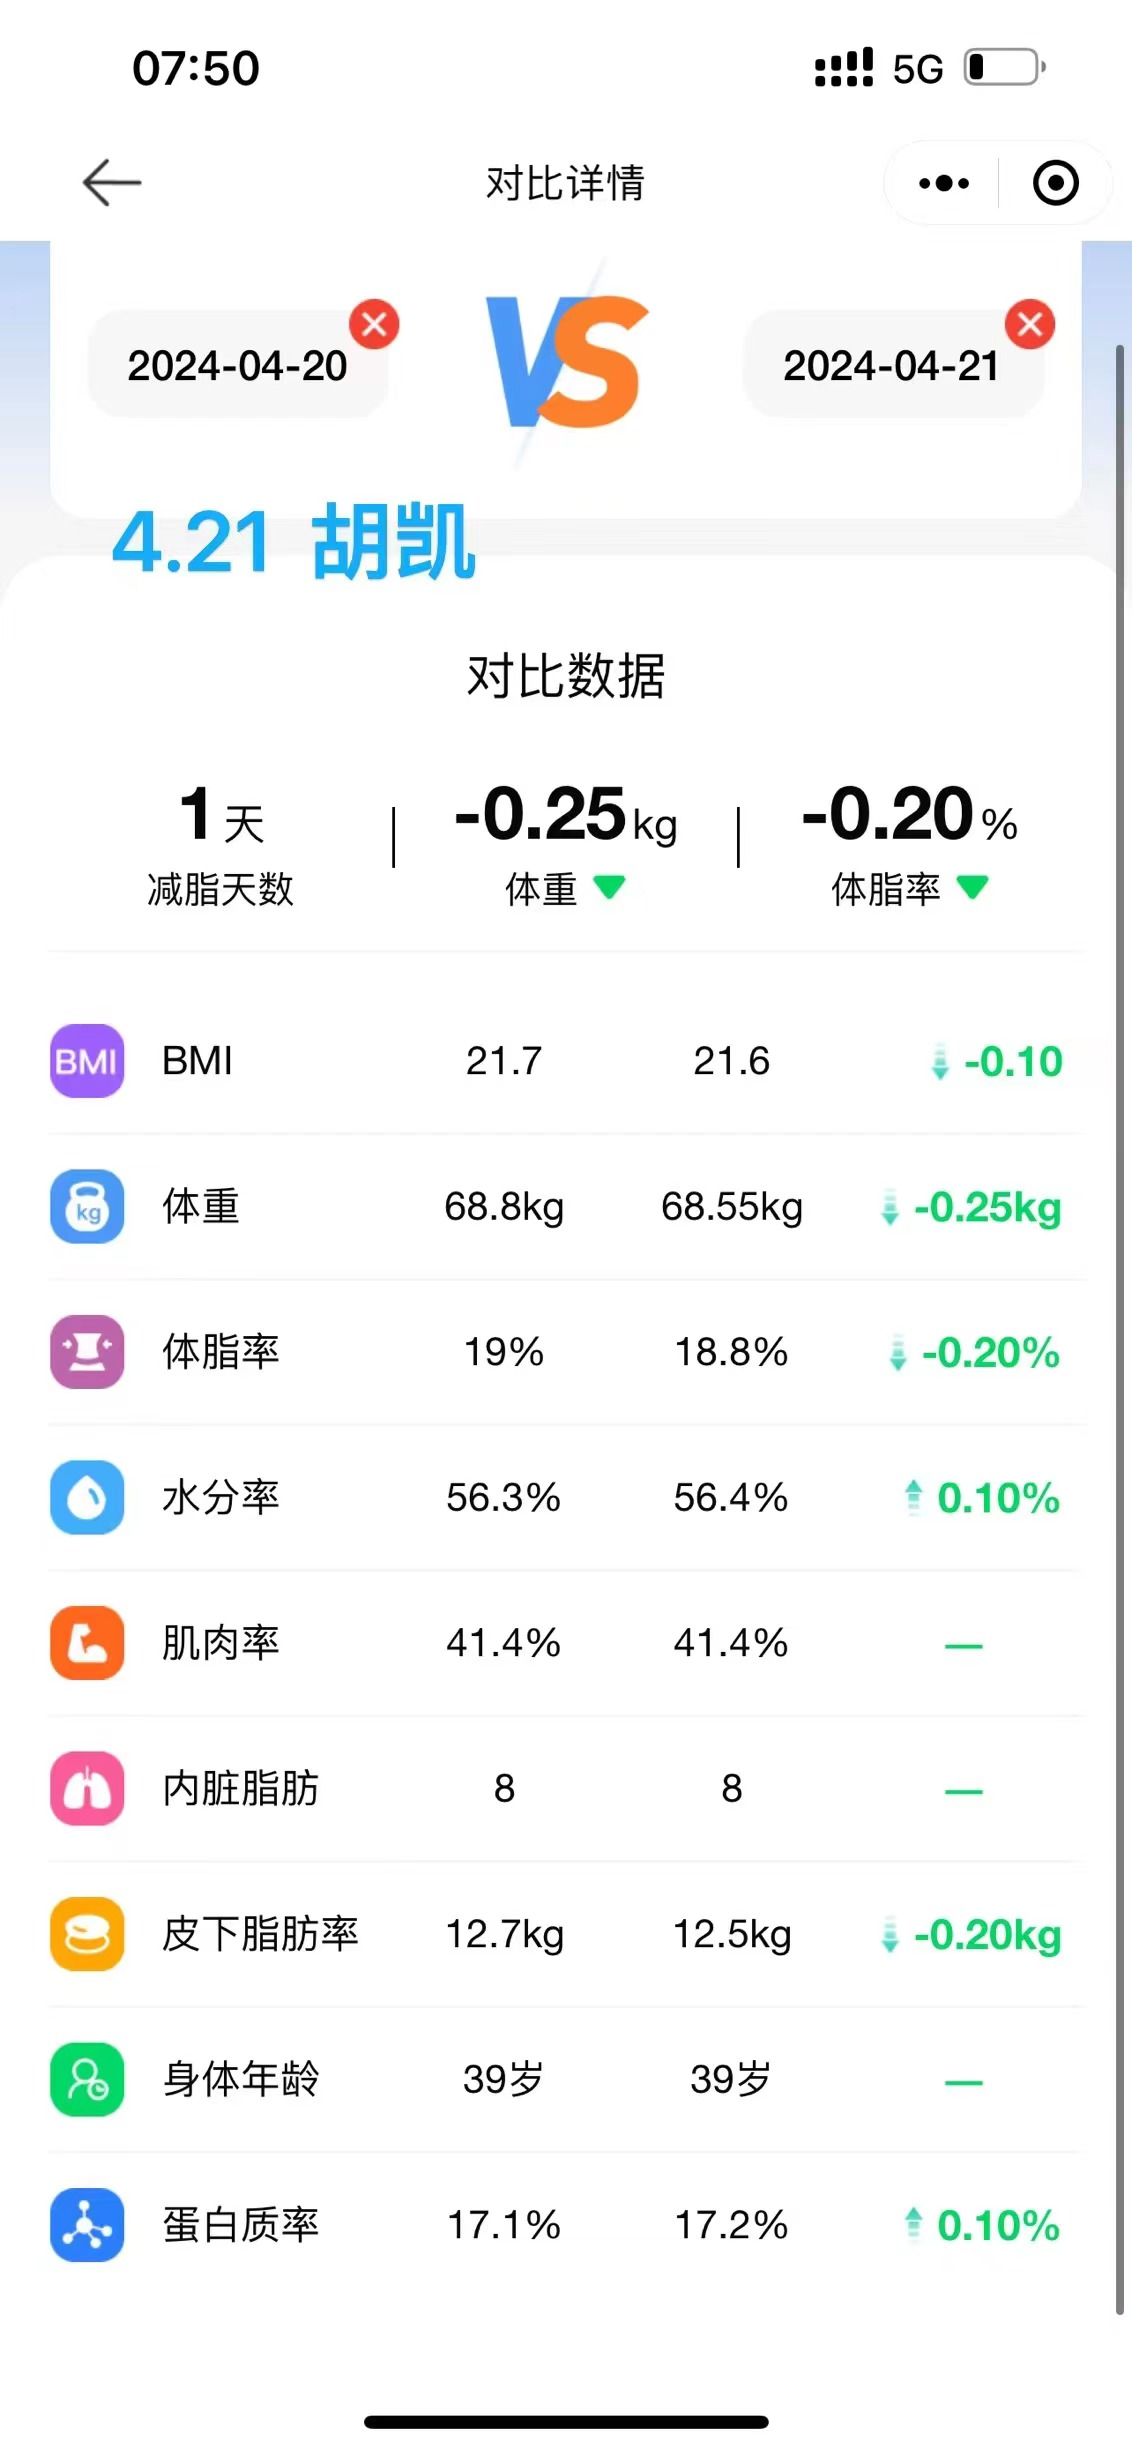 07:50 5G
对比详情
2024-04-20 VS 2024-04-21
4.21 胡凯
对比数据
1天 -0.25kg -0.20%
减脂天数 体重 体脂率
BMI BMI 21.7 21.6 -0.10
kg 体重 68.8kg 68.55kg -0.25kg
体脂率 19% 18.8% -0.20%
水分率 56.3% 56.4% 0.10%
肌肉率 41.4% 41.4% —
内脏脂肪 8 8 —
皮下脂肪率 12.7kg 12.5kg -0.20kg
身体年龄 39岁 39岁 —
蛋白质率 17.1% 17.2% 0.10%